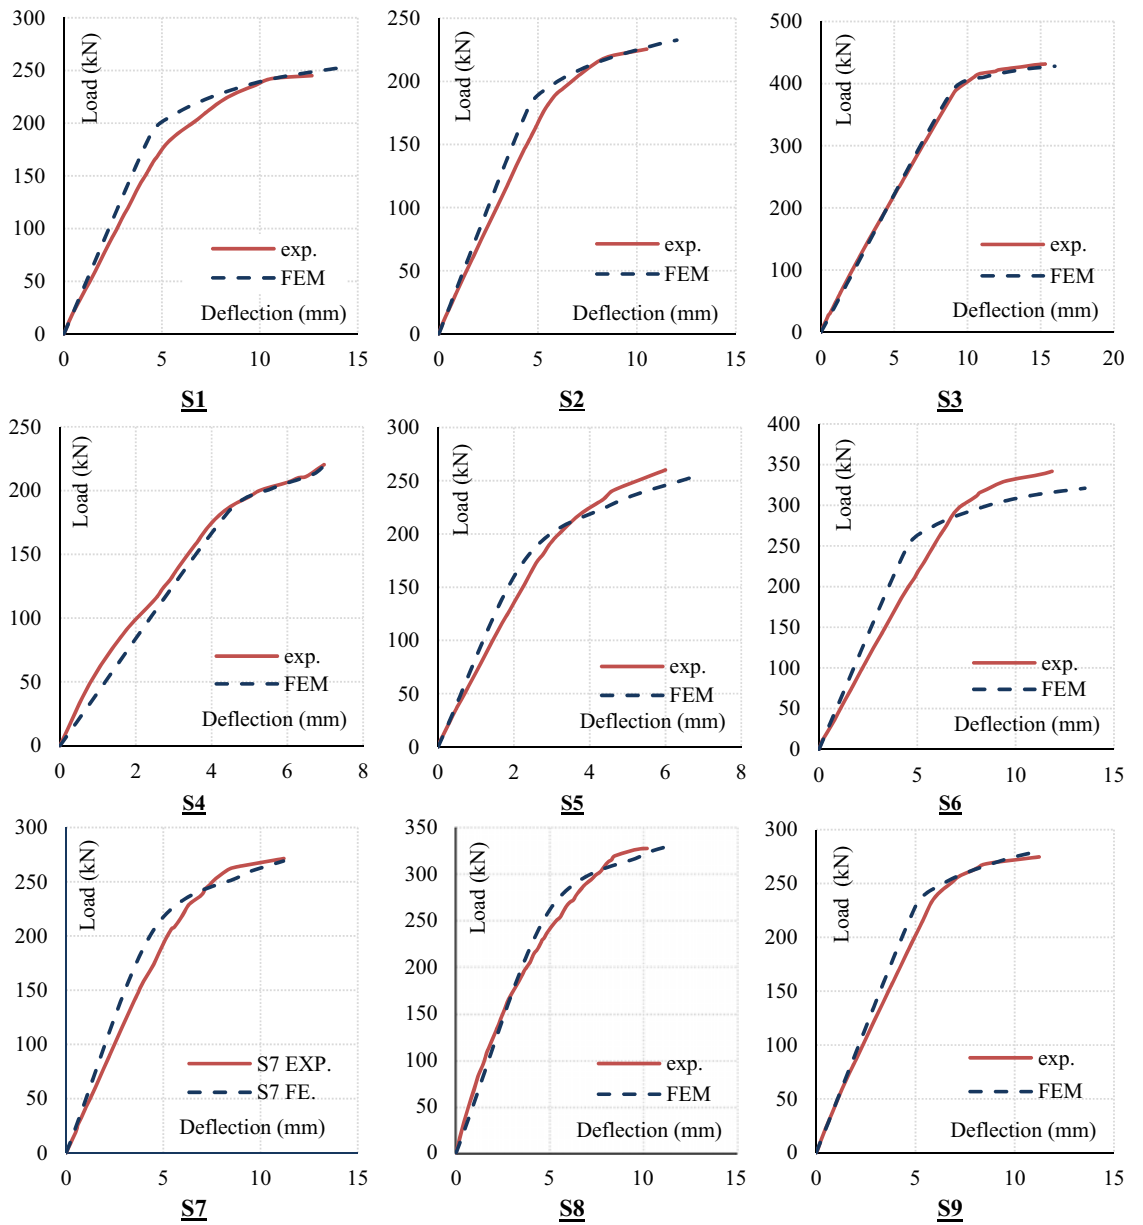 300
250
200
150
100
50
0
Load (kN)
exp.
FEM
Deflection (mm)
0 5 10 15
S1
250
200
150
100
50
0
Load (kN)
exp.
FEM
Deflection (mm)
0 5 10 15
S2
500
400
300
200
100
0
Load (kN)
exp.
FEM
Deflection (mm)
0 5 10 15 20
S3
250
200
150
100
50
0
Load (kN)
exp.
FEM
Deflection (mm)
0 2 4 6 8
S4
300
250
200
150
100
50
0
Load (kN)
exp.
FEM
Deflection (mm)
0 2 4 6 8
S5
400
350
300
250
200
150
100
50
0
Load (kN)
exp.
FEM
Deflection (mm)
0 5 10 15
S6
300
250
200
150
100
50
0
Load (kN)
S7 EXP.
S7 FE.
Deflection (mm)
0 5 10 15
S7
350
300
250
200
150
100
50
0
Load (kN)
exp.
FEM
Deflection (mm)
0 5 10 15
S8
300
250
200
150
100
50
0
Load (kN)
exp.
FEM
Deflection (mm)
0 5 10 15
S9